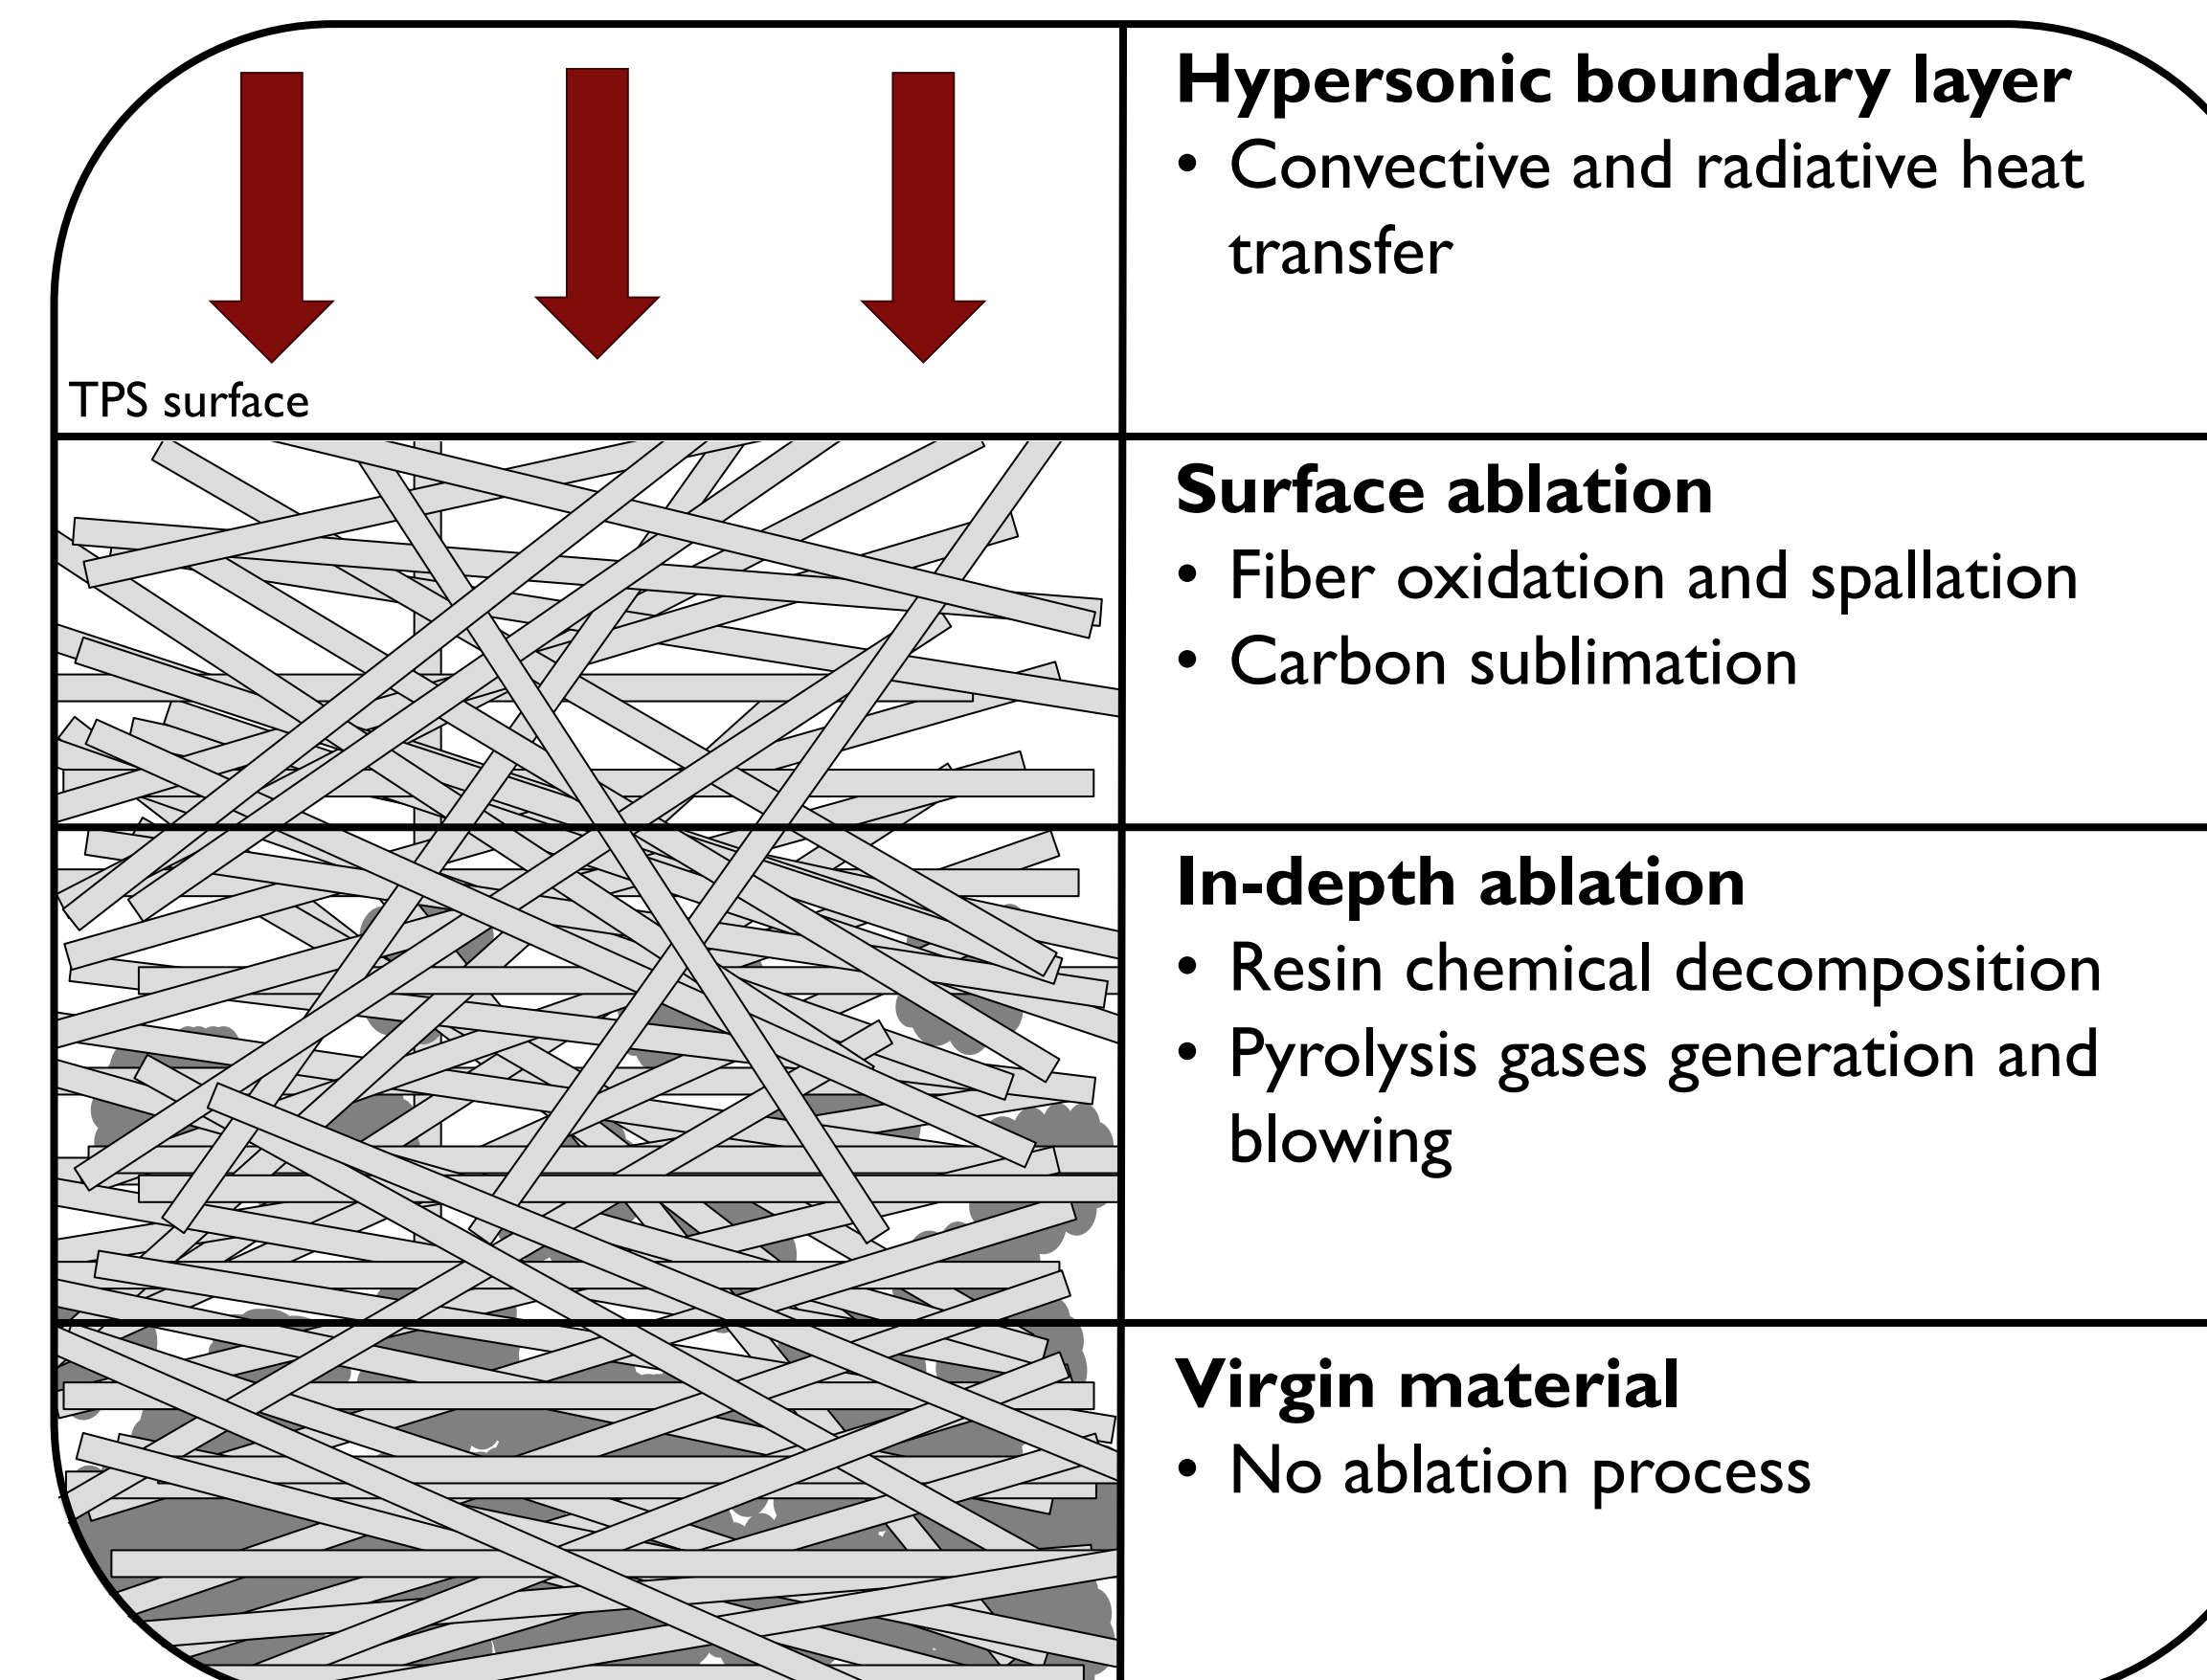 Hypersonic boundary layer
• Convective and radiative heat
transfer
TPS surface
Surface ablation
• Fiber oxidation and spallation
• Carbon sublimation
In-depth ablation
• Resin chemical decomposition
• Pyrolysis gases generation and
blowing
Virgin material
• No ablation process